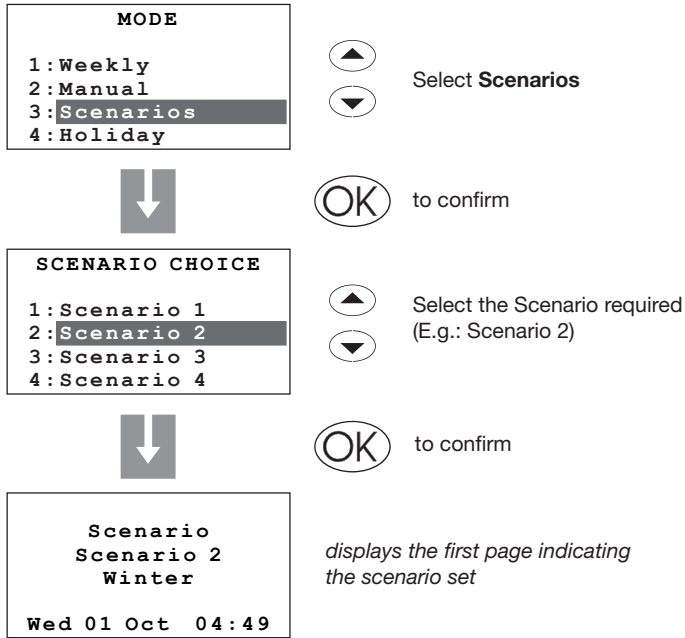 MODE
1:Weekly
2:Manual
3:Scenarios
4:Holiday
Select Scenarios
OK to confirm
SCENARIO CHOICE
1:Scenario 1
2:Scenario 2
3:Scenario 3
4:Scenario 4
Select the Scenario required
(E.g.: Scenario 2)
OK to confirm
Scenario
Scenario 2
Winter
Wed 01 Oct 04:49
displays the first page indicating
the scenario set